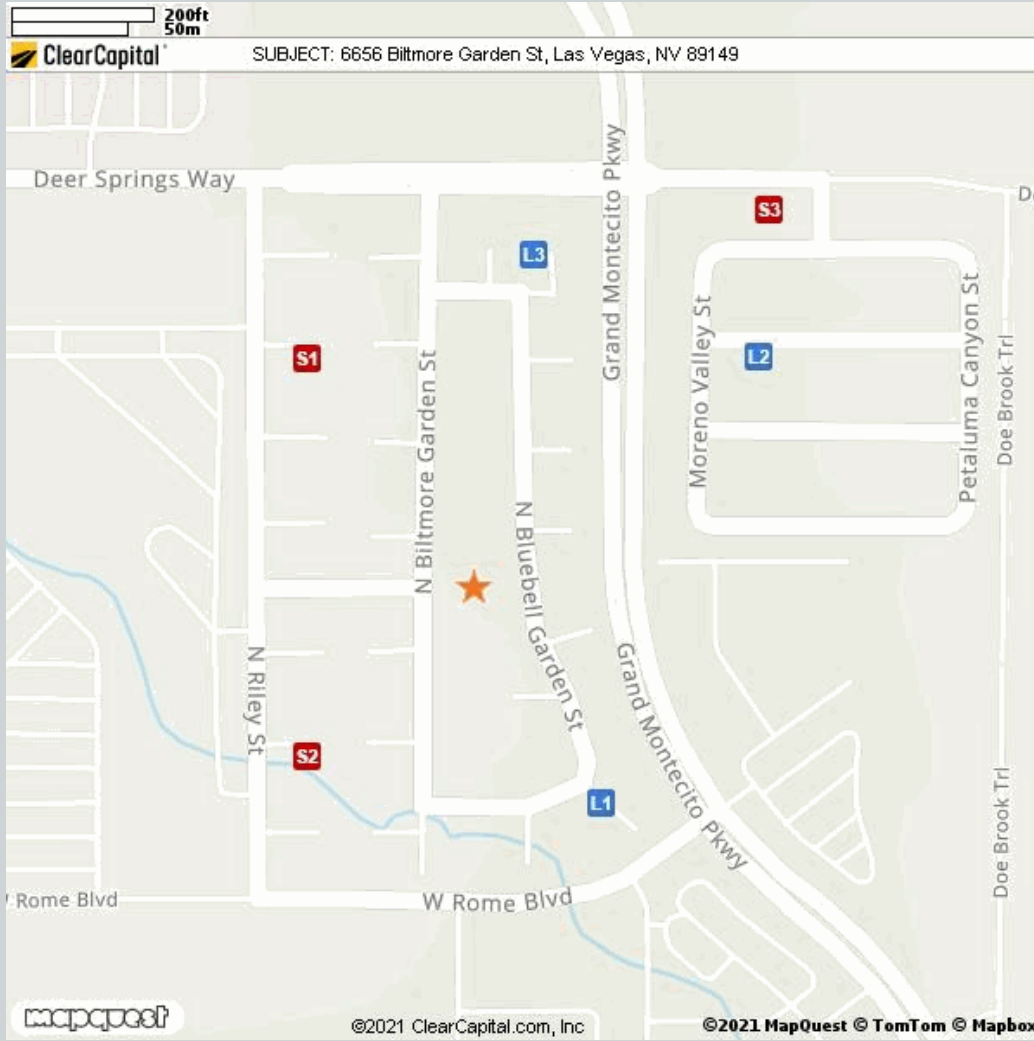 200ft
50m
ClearCapital
SUBJECT: 6656 Biltmore Garden St, Las Vegas, NV 89149
Deer Springs Way
Grand Montecito Pkwy
S3
L3
S1
N Biltmore Garden St
Moreno Valley St
L2
Petaluma Canyon St
Doe Brook Trl
N Bluebell Garden St
N Riley St
Grand Montecito Pkwy
S2
L1
Doe Brook Trl
Rome Blvd
W Rome Blvd
mapquest
©2021 ClearCapital.com, Inc
©2021 MapQuest © TomTom © Mapbox